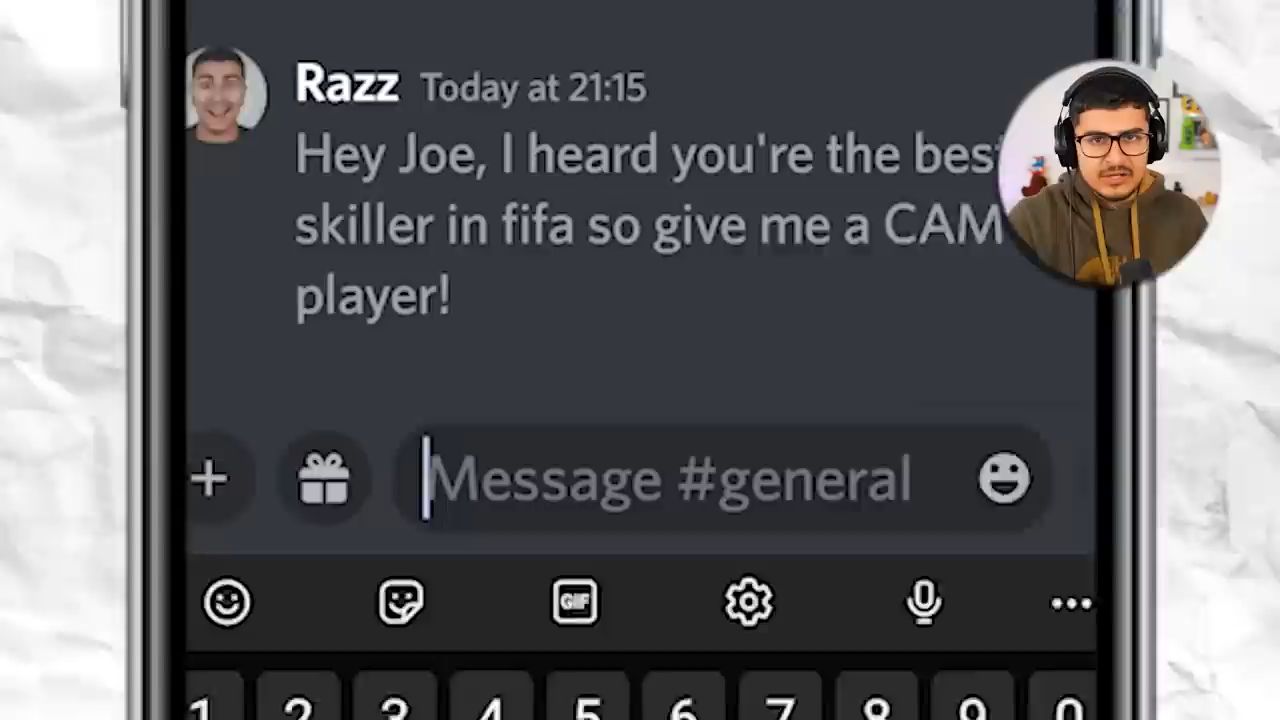 Razz Today at 21:15
Hey Joe, I heard you're the best
skiller in fifa so give me a CAM
player!
Message #general
GIF
1 2 3 4 5 6 7 8 9 0